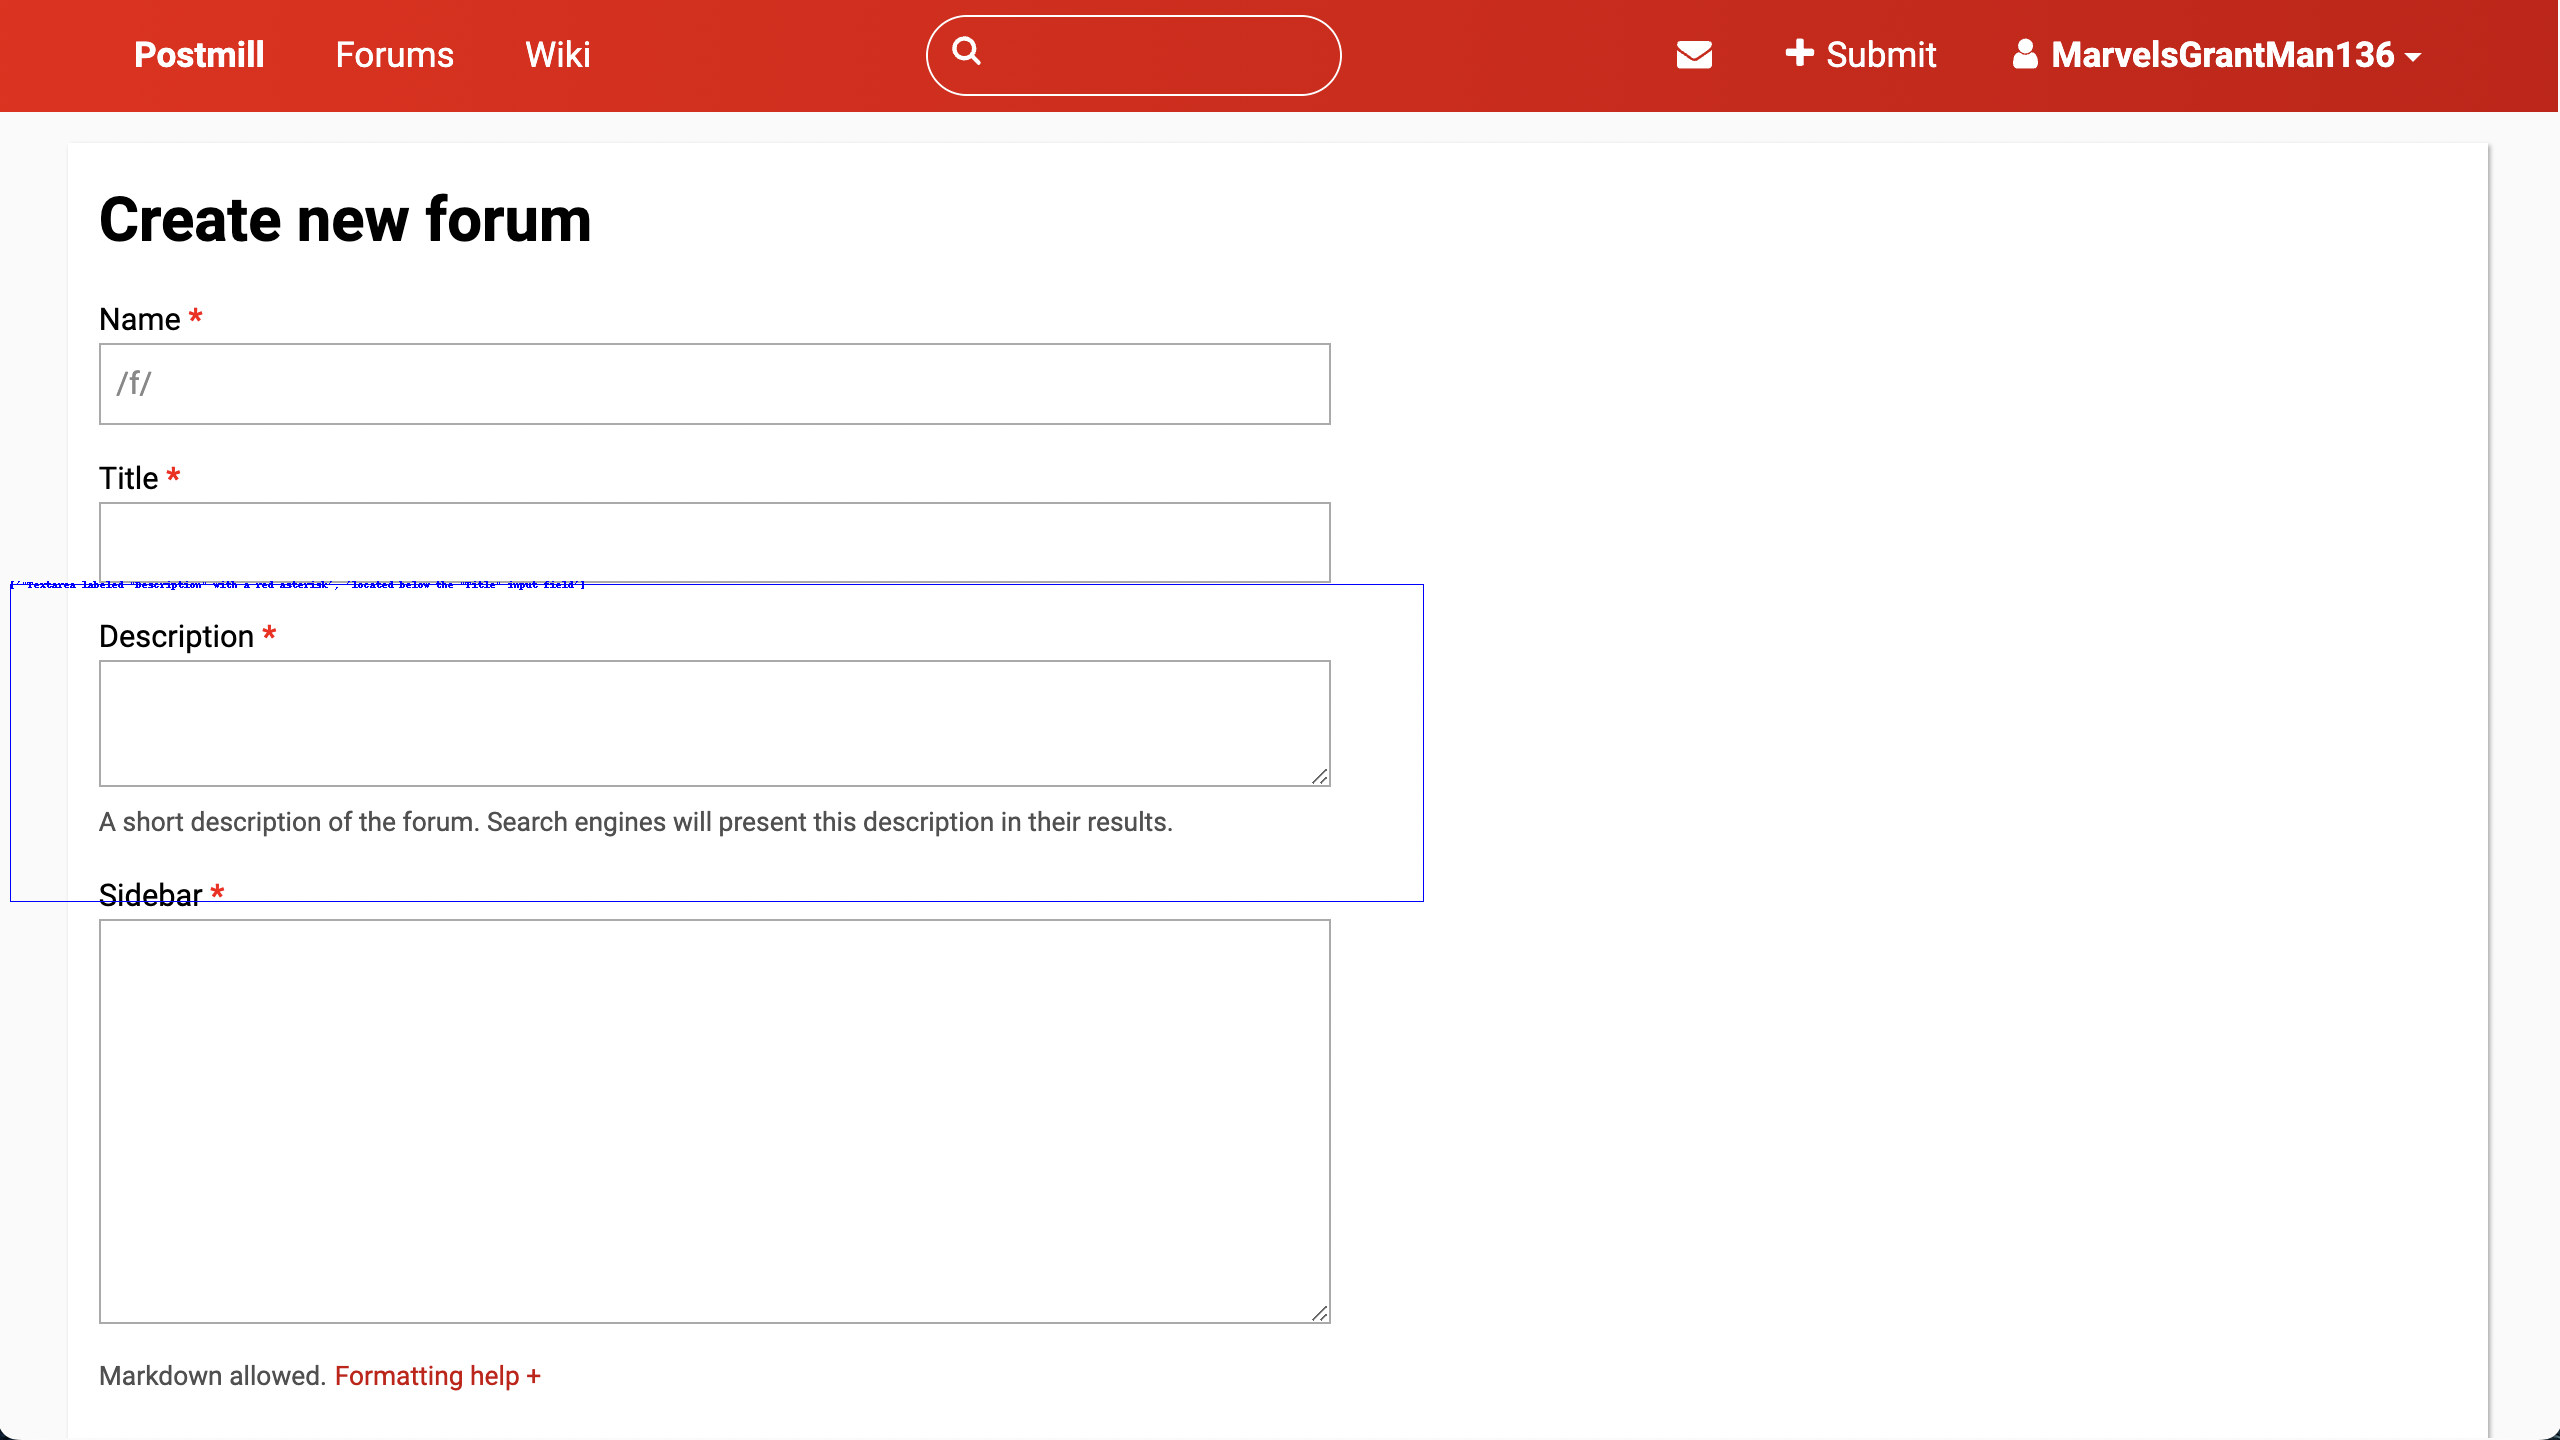 Postmill Forums Wiki Submit MarvelsGrantMan136
Create new forum
Name *
/f/
Title *
['"Textarea labeled "Description" with a red asterisk', 'located below the "Title" input field']
Description *
A short description of the forum. Search engines will present this description in their results.
Sidebar *
Markdown allowed. Formatting help +